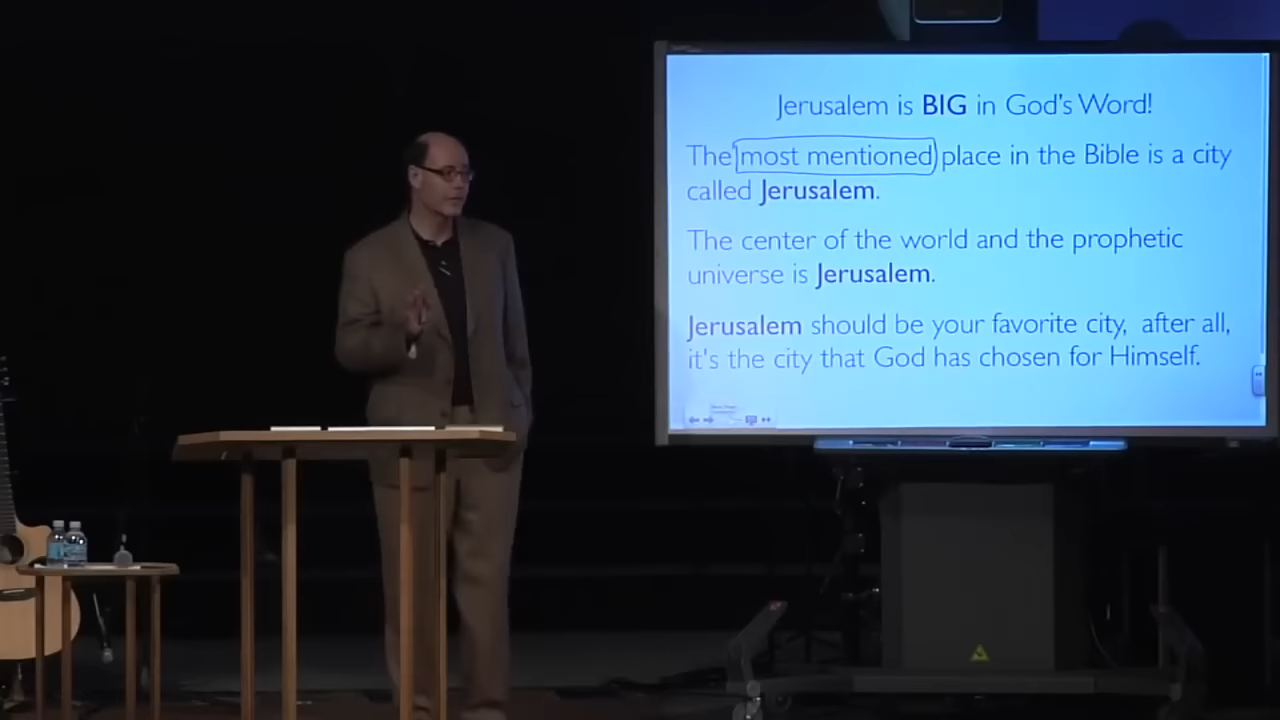 Jerusalem is BIG in God's Word!
The most mentioned place in the Bible is a city
called Jerusalem.
The center of the world and the prophetic
universe is Jerusalem.
Jerusalem should be your favorite city, after all,
it's the city that God has chosen for Himself.